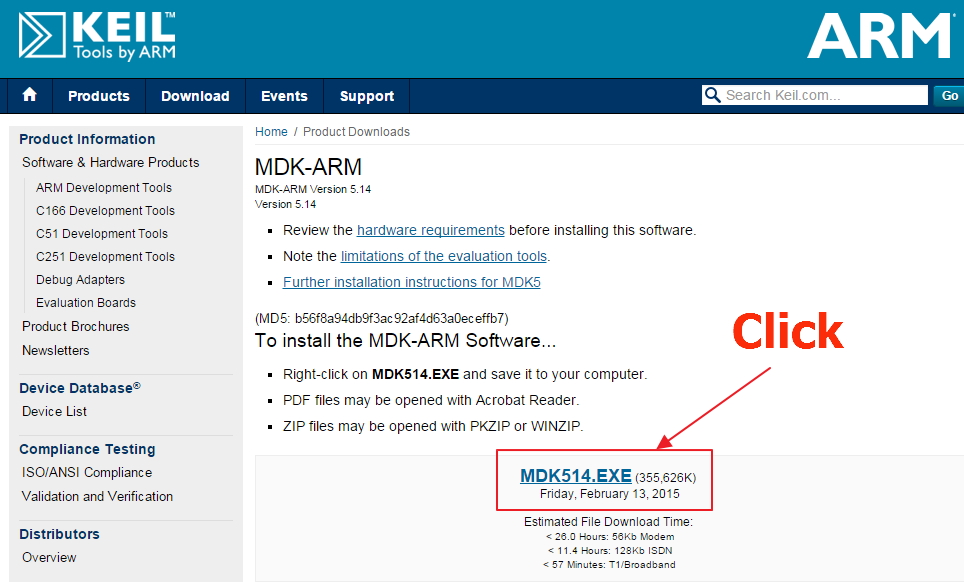 KEIL™
Tools by ARM
ARM®
Products
Download
Events
Support
Search Keil.com...
Go
Product Information
Software & Hardware Products
ARM Development Tools
C166 Development Tools
C51 Development Tools
C251 Development Tools
Debug Adapters
Evaluation Boards
Product Brochures
Newsletters
Device Database®
Device List
Compliance Testing
ISO/ANSI Compliance
Validation and Verification
Distributors
Overview
Home / Product Downloads
MDK-ARM
MDK-ARM Version 5.14
Version 5.14
Review the hardware requirements before installing this software.
Note the limitations of the evaluation tools.
Further installation instructions for MDK5
(MD5: b56f8a94db9f3ac92af4d63a0eceffb7)
To install the MDK-ARM Software...
Right-click on MDK514.EXE and save it to your computer.
PDF files may be opened with Acrobat Reader.
ZIP files may be opened with PKZIP or WINZIP.
Click
MDK514.EXE (355,626K)
Friday, February 13, 2015
Estimated File Download Time:
< 26.0 Hours: 56Kb Modem
< 11.4 Hours: 128Kb ISDN
< 57 Minutes: T1/Broadband